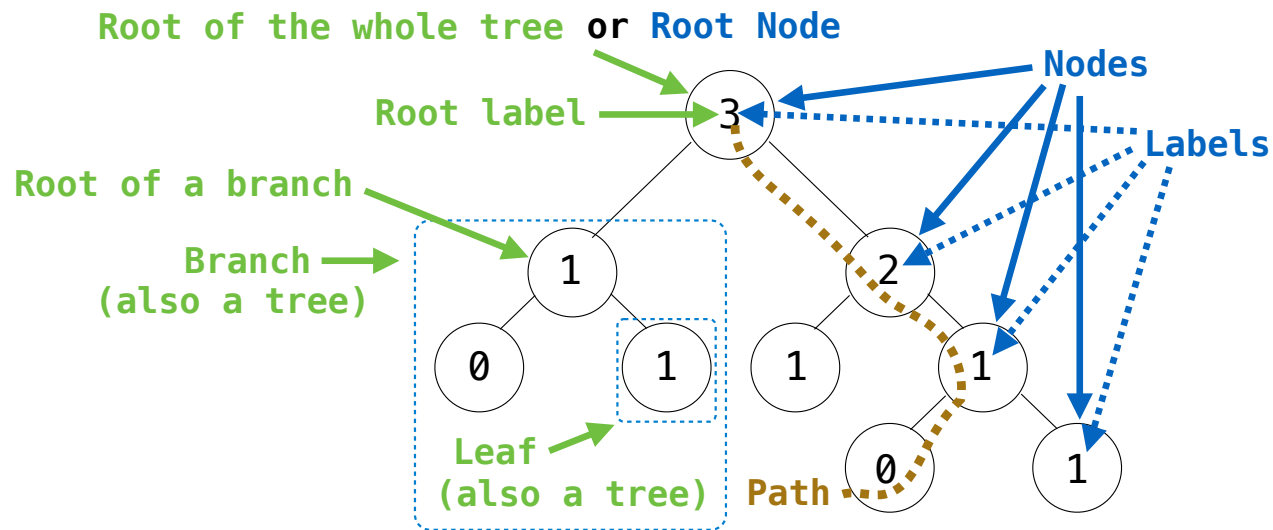 Root of the whole tree or Root Node
Nodes
Root label
3
Labels
Root of a branch
Branch
(also a tree)
1
2
0
1
1
1
Leaf
(also a tree)
Path
0
1